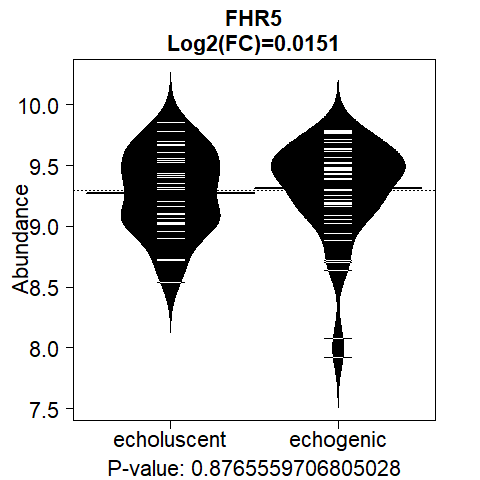 FHR5
Log2(FC)=0.0151
Abundance
10.0
9.5
9.0
8.5
8.0
7.5
echoluscent echogenic
P-value: 0.8765559706805028